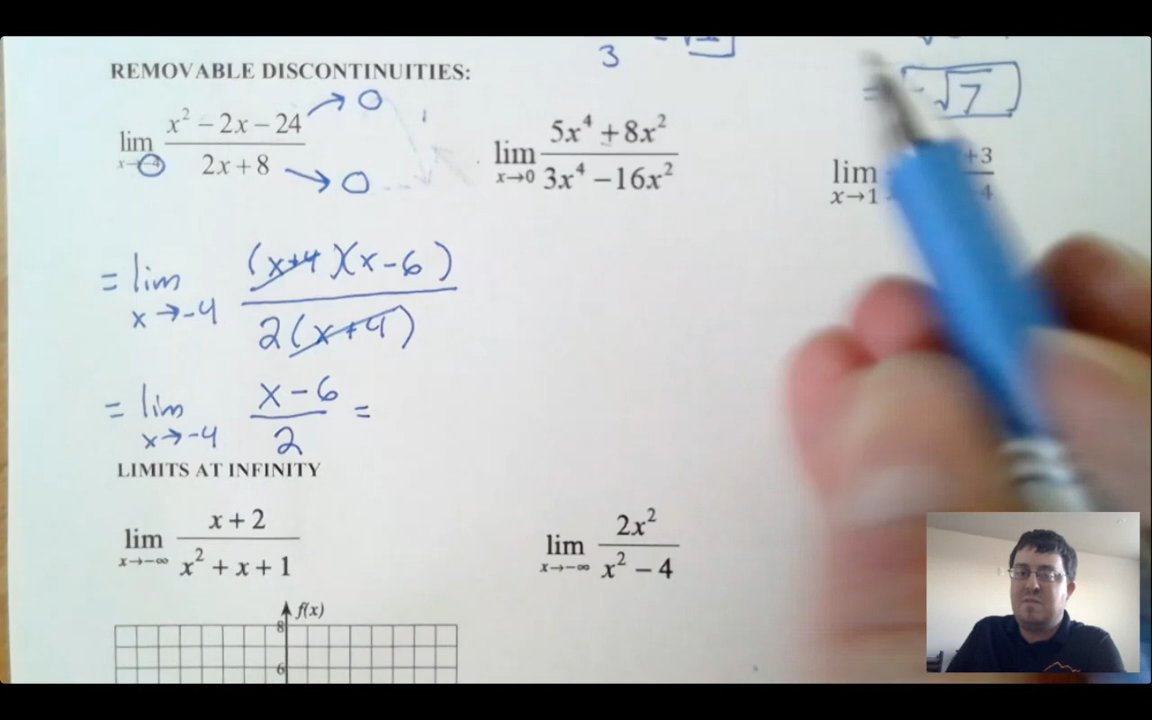 3
= -√7
REMOVABLE DISCONTINUITIES:
lim x→-4 (x² - 2x - 24)/(2x + 8) → 0 → 0
lim x→0 (5x⁴ + 8x²)/(3x⁴ - 16x²)
lim x→1 +3 4
= lim x→-4 (x+4)(x-6) / 2(x+4)
= lim x→-4 (x-6)/2 =
LIMITS AT INFINITY
lim x→-∞ (x + 2)/(x² + x + 1)
lim x→-∞ 2x²/(x² - 4)
f(x)
8
6